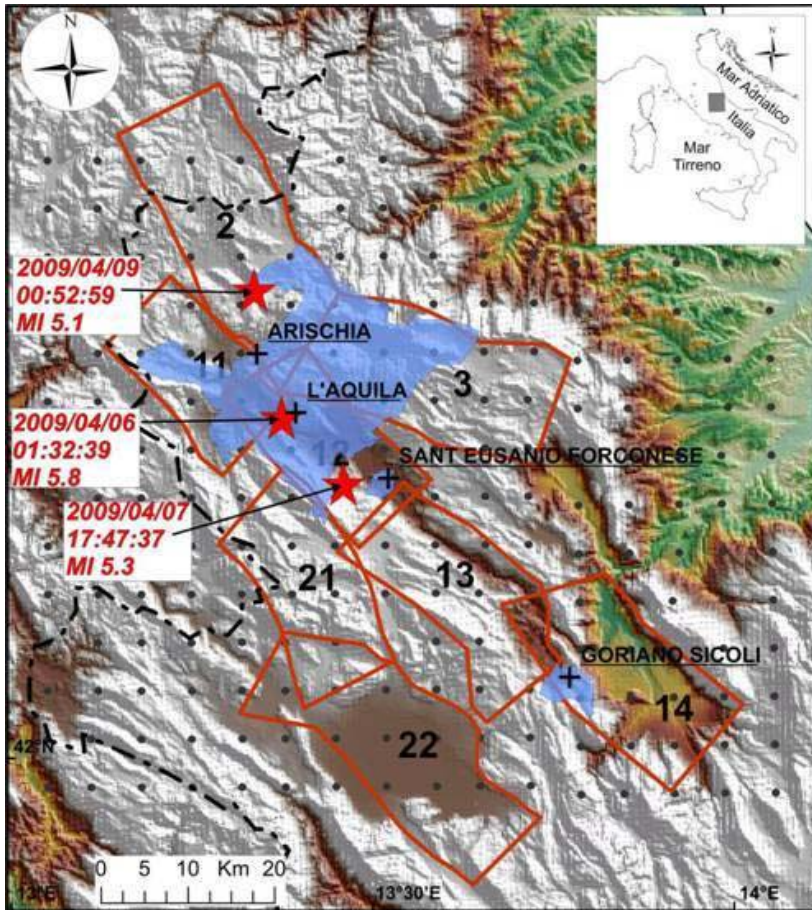 N
N
Mar Adriatico
Italia
Mar
Tirreno
2
2009/04/09
00:52:59
Ml 5.1
ARISCHIA
11
3
L'AQUILA
2009/04/06
01:32:39
Ml 5.8
12
SANT EUSANIO FORCONESE
2009/04/07
17:47:37
Ml 5.3
21
13
GORIANO SICOLI
14
22
42°N
0 5 10 Km 20
13°E
13°30'E
14°E